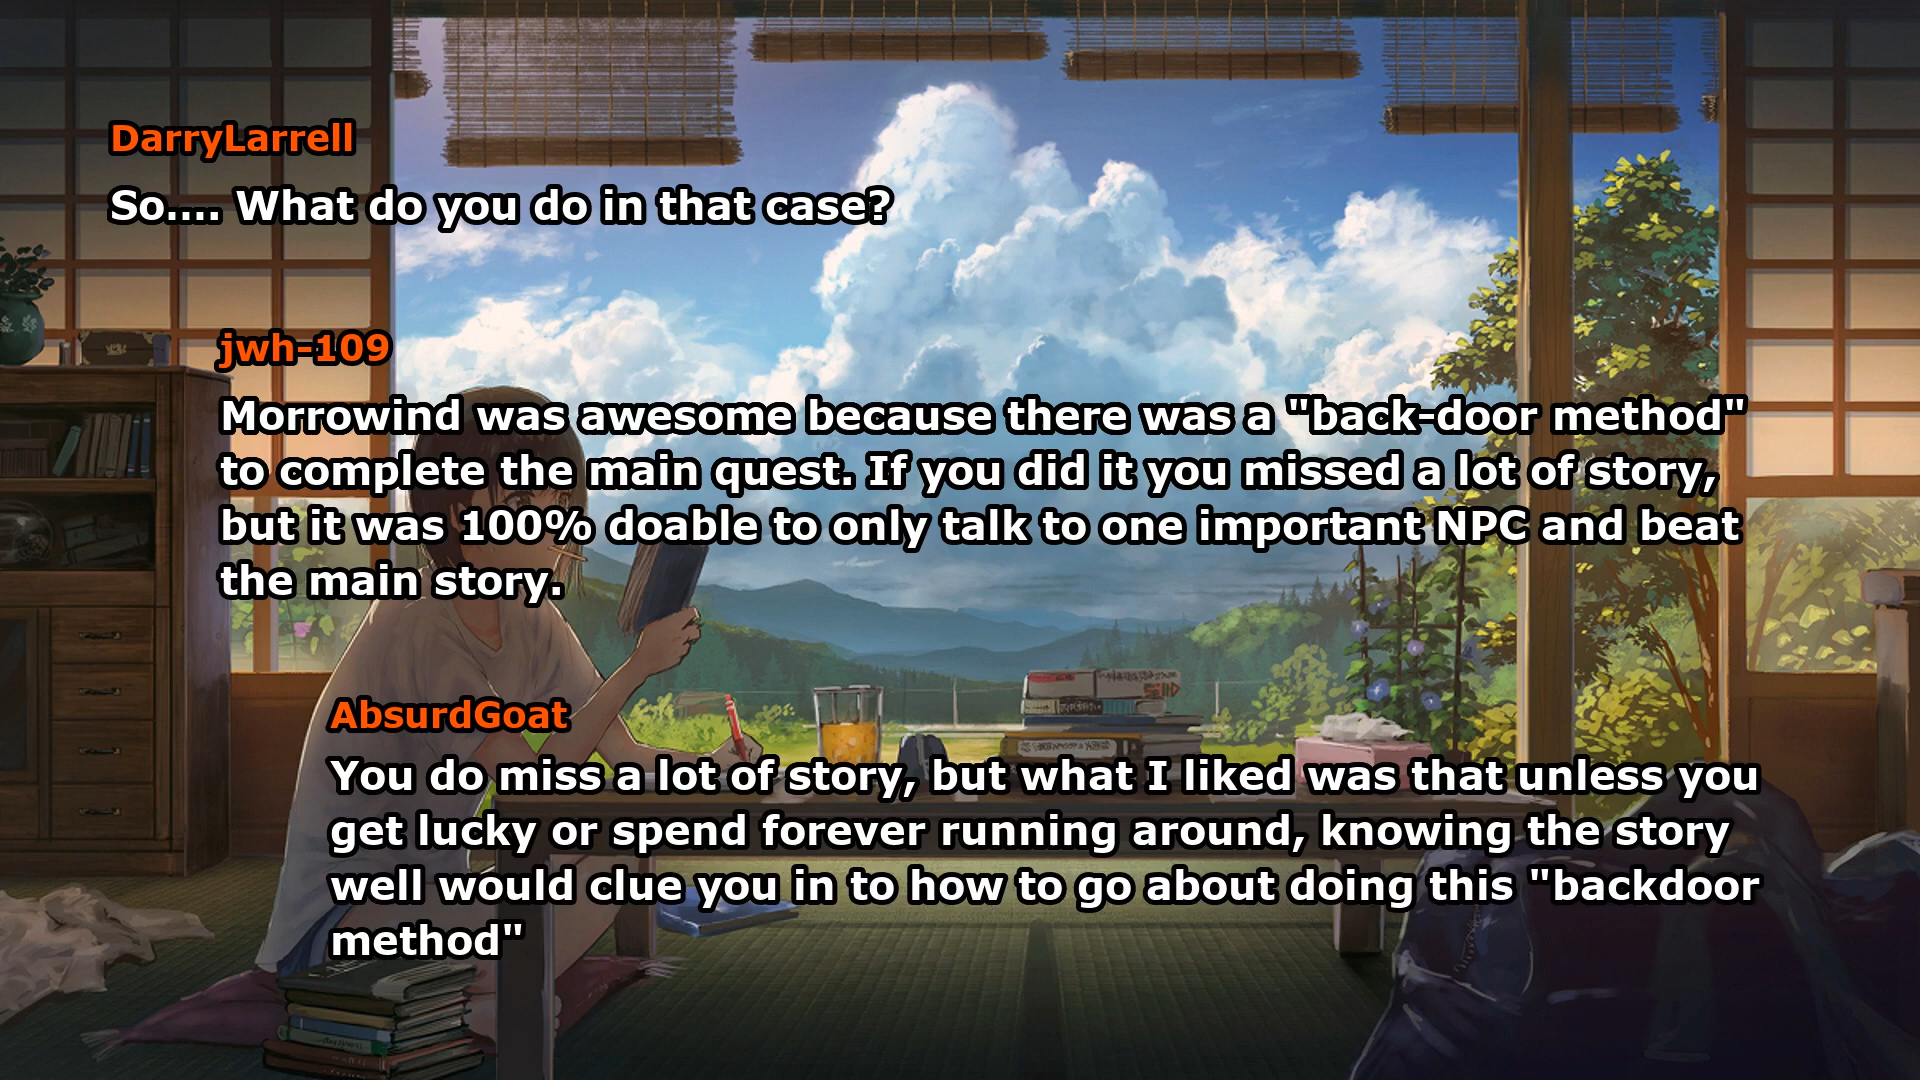 DarryLarrell
So.... What do you do in that case?
jwh-109
Morrowind was awesome because there was a "back-door method"
to complete the main quest. If you did it you missed a lot of story,
but it was 100% doable to only talk to one important NPC and beat
the main story.
AbsurdGoat
You do miss a lot of story, but what I liked was that unless you
get lucky or spend forever running around, knowing the story
well would clue you in to how to go about doing this "backdoor
method"